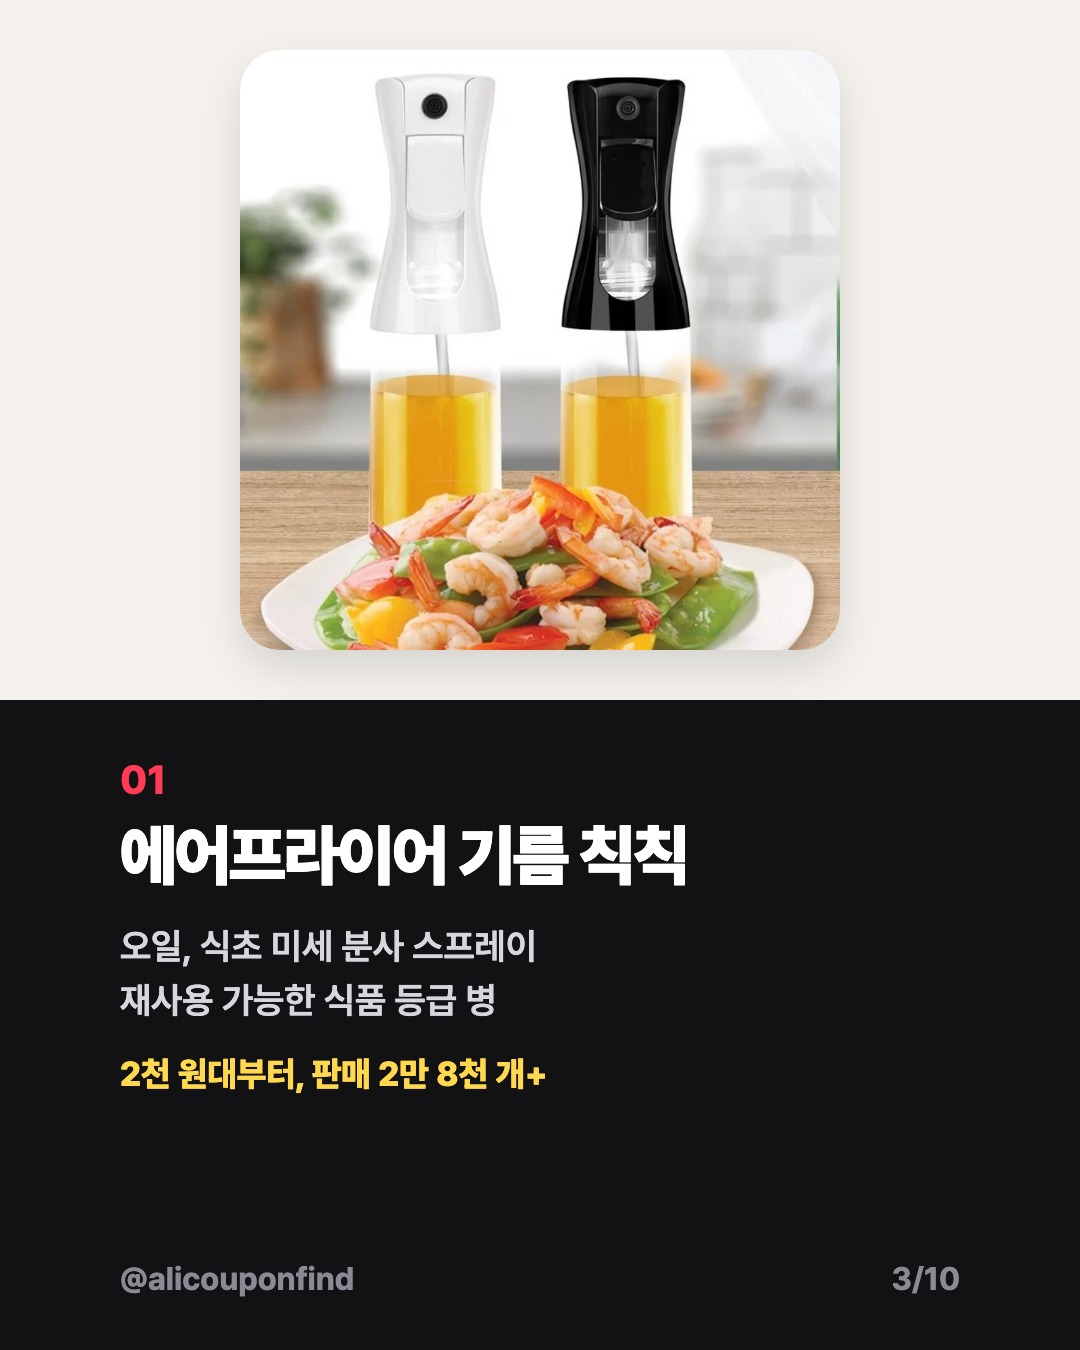 01
에어프라이어 기름 칙칙
오일, 식초 미세 분사 스프레이
재사용 가능한 식품 등급 병
2천 원대부터, 판매 2만 8천 개+
@alicouponfind
3/10